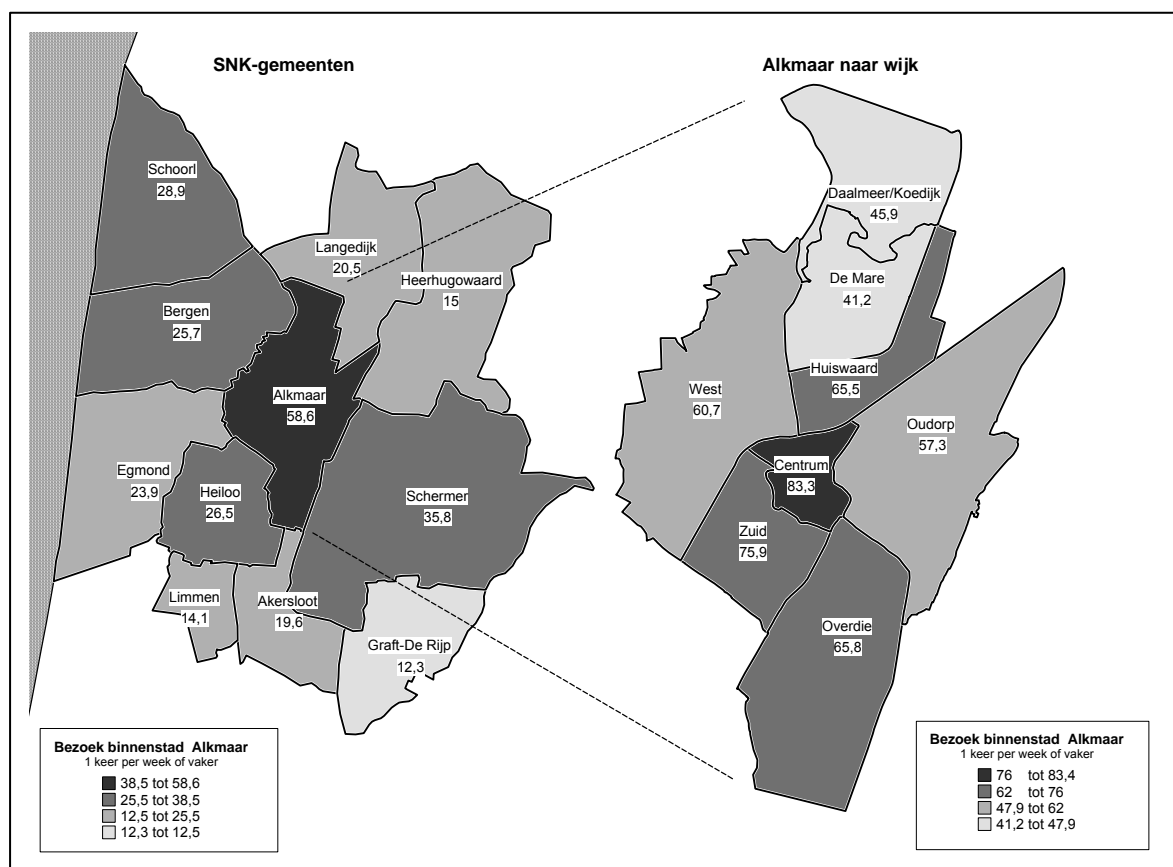 SNK-gemeenten
Schoorl
28,9
Langedijk
20,5
Heerhugowaard
15
Bergen
25,7
Alkmaar
58,6
Egmond
23,9
Heiloo
26,5
Schermer
35,8
Limmen
14,1
Akersloot
19,6
Graft-De Rijp
12,3
Bezoek binnenstad Alkmaar
1 keer per week of vaker
38,5 tot 58,6
25,5 tot 38,5
12,5 tot 25,5
12,3 tot 12,5
Alkmaar naar wijk
Daalmeer/Koedijk
45,9
De Mare
41,2
Huiswaard
65,5
West
60,7
Oudorp
57,3
Centrum
83,3
Zuid
75,9
Overdie
65,8
Bezoek binnenstad Alkmaar
1 keer per week of vaker
76 tot 83,4
62 tot 76
47,9 tot 62
41,2 tot 47,9